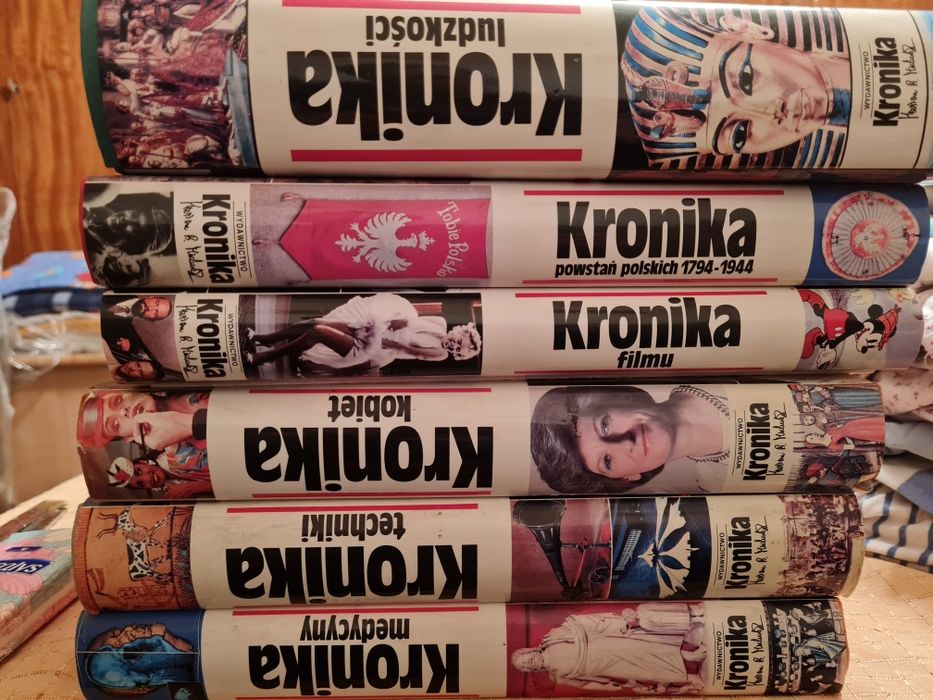 Kronika
ludzkości
WYDAWNICTWO
Kronika
WYDAWNICTWO
Kronika
Tobie Polsko
Kronika
powstań polskich 1794-1944
WYDAWNICTWO
Kronika
Kronika
filmu
Kronika
kobiet
WYDAWNICTWO
Kronika
Kronika
techniki
WYDAWNICTWO
Kronika
Kronika
medycyny
WYDAWNICTWO
Kronika